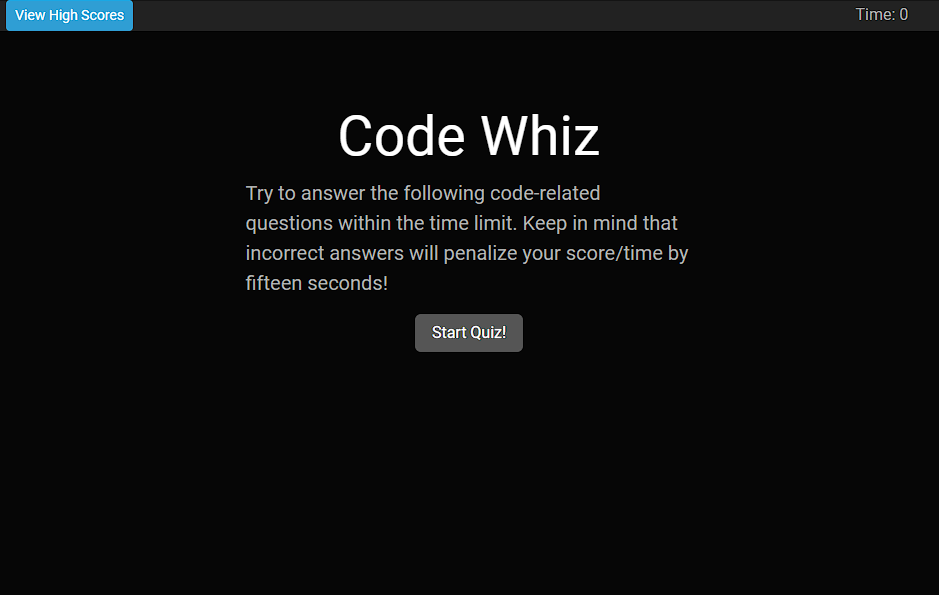 View High Scores
Time: 0
Code Whiz
Try to answer the following code-related
questions within the time limit. Keep in mind that
incorrect answers will penalize your score/time by
fifteen seconds!
Start Quiz!